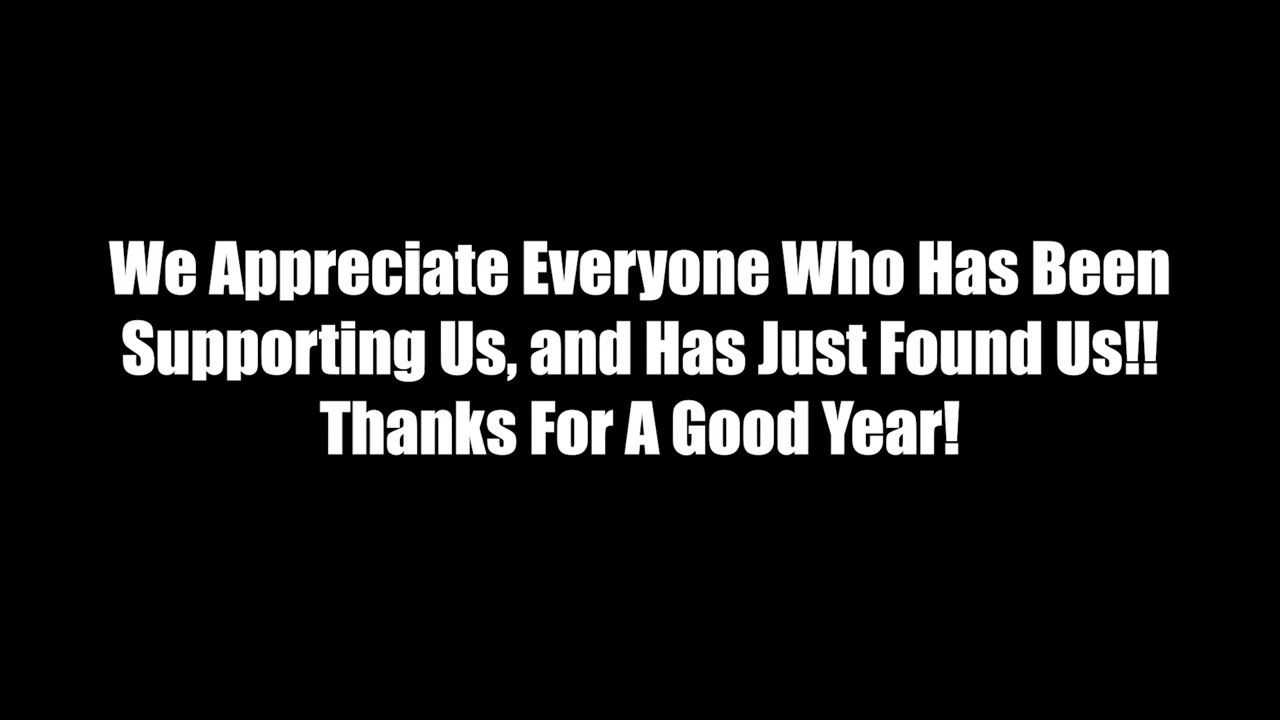 We Appreciate Everyone Who Has Been
Supporting Us, and Has Just Found Us!!
Thanks For A Good Year!